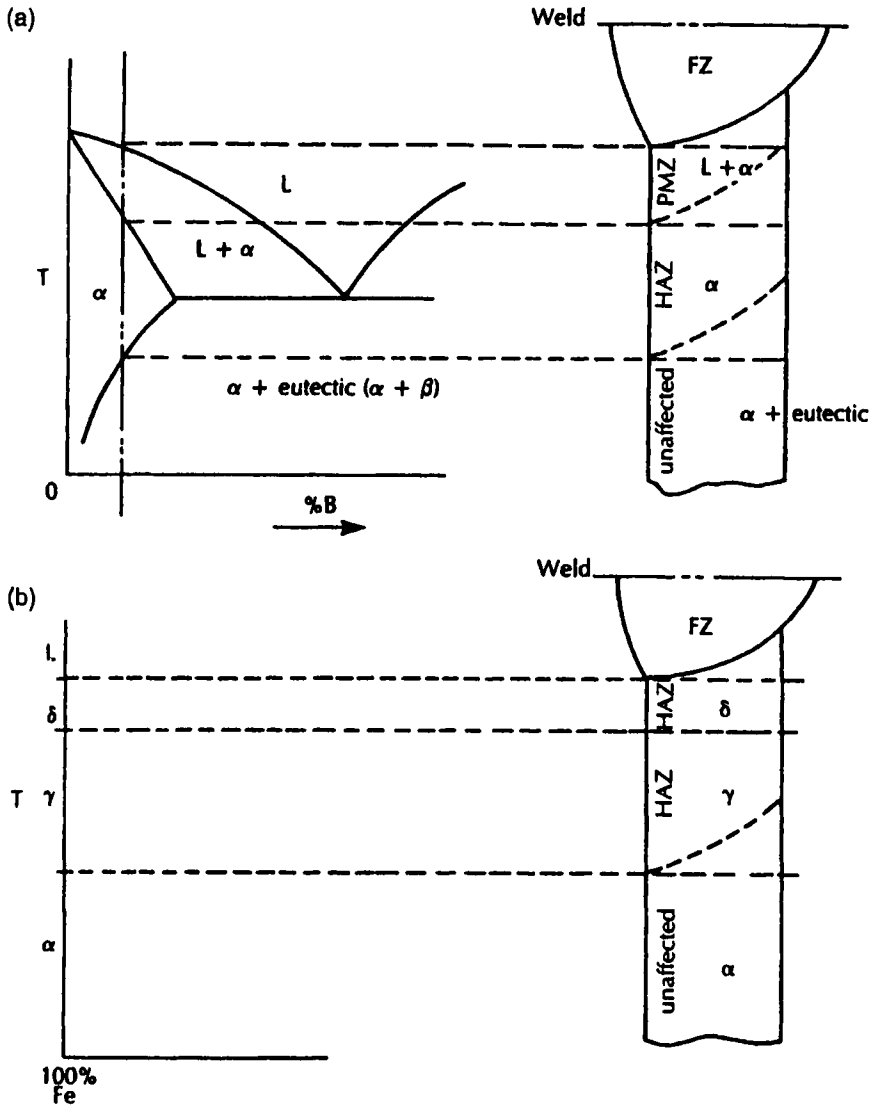 (a)
Weld
FZ
L
PMZ
L + α
L + α
T
α
HAZ
α
α + eutectic (α + β)
unaffected
α + eutectic
0
%B
(b)
Weld
FZ
L
δ
HAZ
δ
T
γ
HAZ
γ
α
unaffected
α
100%
Fe